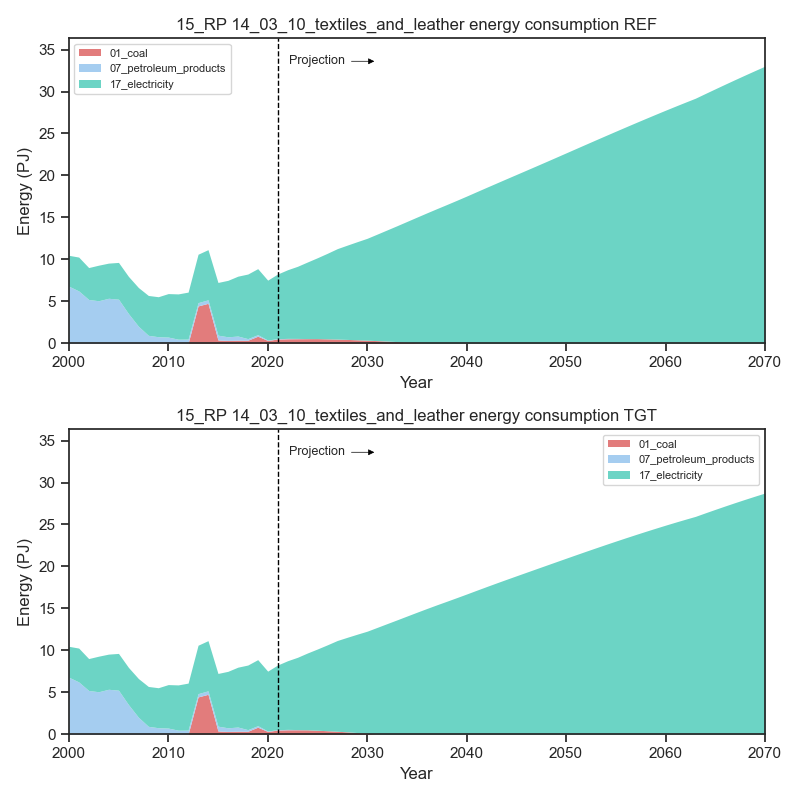 15_RP 14_03_10_textiles_and_leather energy consumption REF
01_coal
07_petroleum_products
17_electricity
Projection
Energy (PJ)
35
30
25
20
15
10
5
0
2000 2010 2020 2030 2040 2050 2060 2070
Year
15_RP 14_03_10_textiles_and_leather energy consumption TGT
Projection
01_coal
07_petroleum_products
17_electricity
Energy (PJ)
35
30
25
20
15
10
5
0
2000 2010 2020 2030 2040 2050 2060 2070
Year